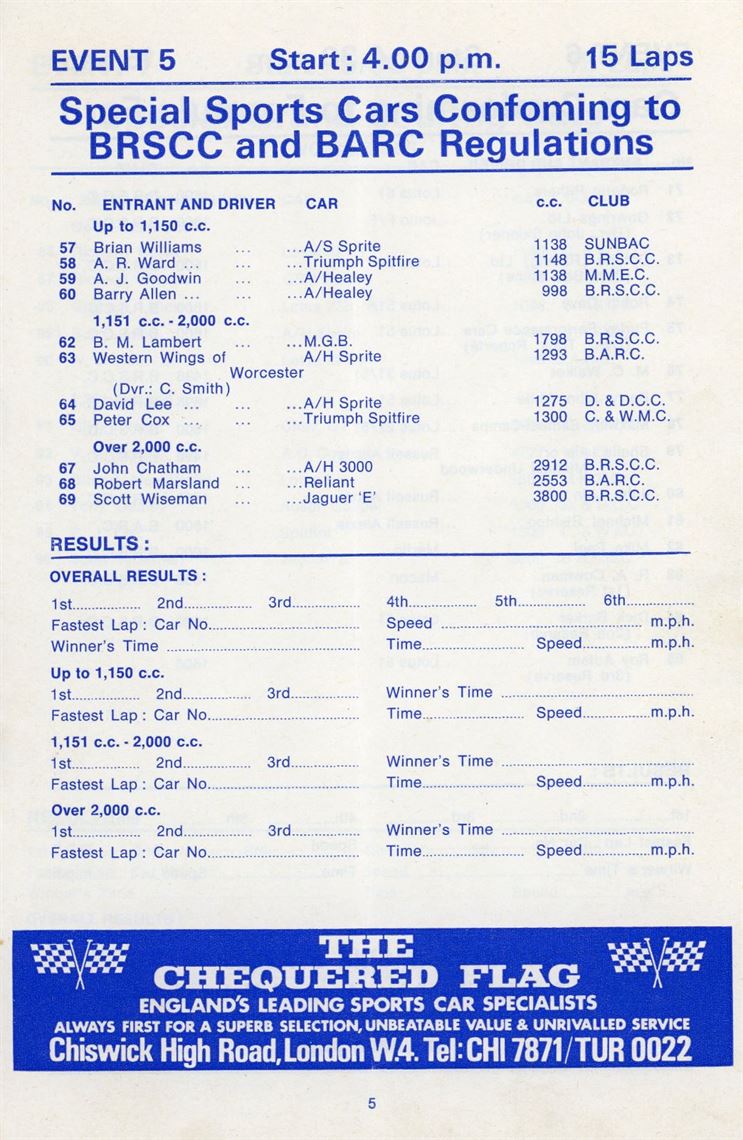 EVENT 5 Start : 4.00 p.m. 15 Laps
Special Sports Cars Confoming to
BRSCC and BARC Regulations
No. ENTRANT AND DRIVER CAR c.c. CLUB
Up to 1,150 c.c.
57 Brian Williams ... ...A/S Sprite 1138 SUNBAC
58 A. R. Ward ... ... ...Triumph Spitfire 1148 B.R.S.C.C.
59 A. J. Goodwin ... ...A/Healey 1138 M.M.E.C.
60 Barry Allen ... ... ...A/Healey 998 B.R.S.C.C.
1,151 c.c. - 2,000 c.c.
62 B. M. Lambert ... ...M.G.B. 1798 B.R.S.C.C.
63 Western Wings of A/H Sprite 1293 B.A.R.C.
Worcester
(Dvr.: C. Smith)
64 David Lee ... ... ...A/H Sprite 1275 D. & D.C.C.
65 Peter Cox ... ... ...Triumph Spitfire 1300 C. & W.M.C.
Over 2,000 c.c.
67 John Chatham ... ...A/H 3000 2912 B.R.S.C.C.
68 Robert Marsland ... ...Reliant 2553 B.A.R.C.
69 Scott Wiseman ... ...Jaguer 'E' 3800 B.R.S.C.C.
RESULTS :
OVERALL RESULTS :
1st................ 2nd................ 3rd................ 4th................ 5th................ 6th................
Fastest Lap : Car No................................ Speed ................................................ m.p.h.
Winner's Time ................................................ Time................ Speed................m.p.h.
Up to 1,150 c.c.
1st................ 2nd................ 3rd................ Winner's Time ................................................
Fastest Lap : Car No................................ Time........................ Speed................m.p.h.
1,151 c.c. - 2,000 c.c.
1st................ 2nd................ 3rd................ Winner's Time ................................................
Fastest Lap : Car No................................ Time........................ Speed................m.p.h.
Over 2,000 c.c.
1st................ 2nd................ 3rd................ Winner's Time ................................................
Fastest Lap : Car No................................ Time........................ Speed................m.p.h.
THE
CHEQUERED FLAG
ENGLAND'S LEADING SPORTS CAR SPECIALISTS
ALWAYS FIRST FOR A SUPERB SELECTION, UNBEATABLE VALUE & UNRIVALLED SERVICE
Chiswick High Road, London W.4. Tel: CHI 7871/TUR 0022
5